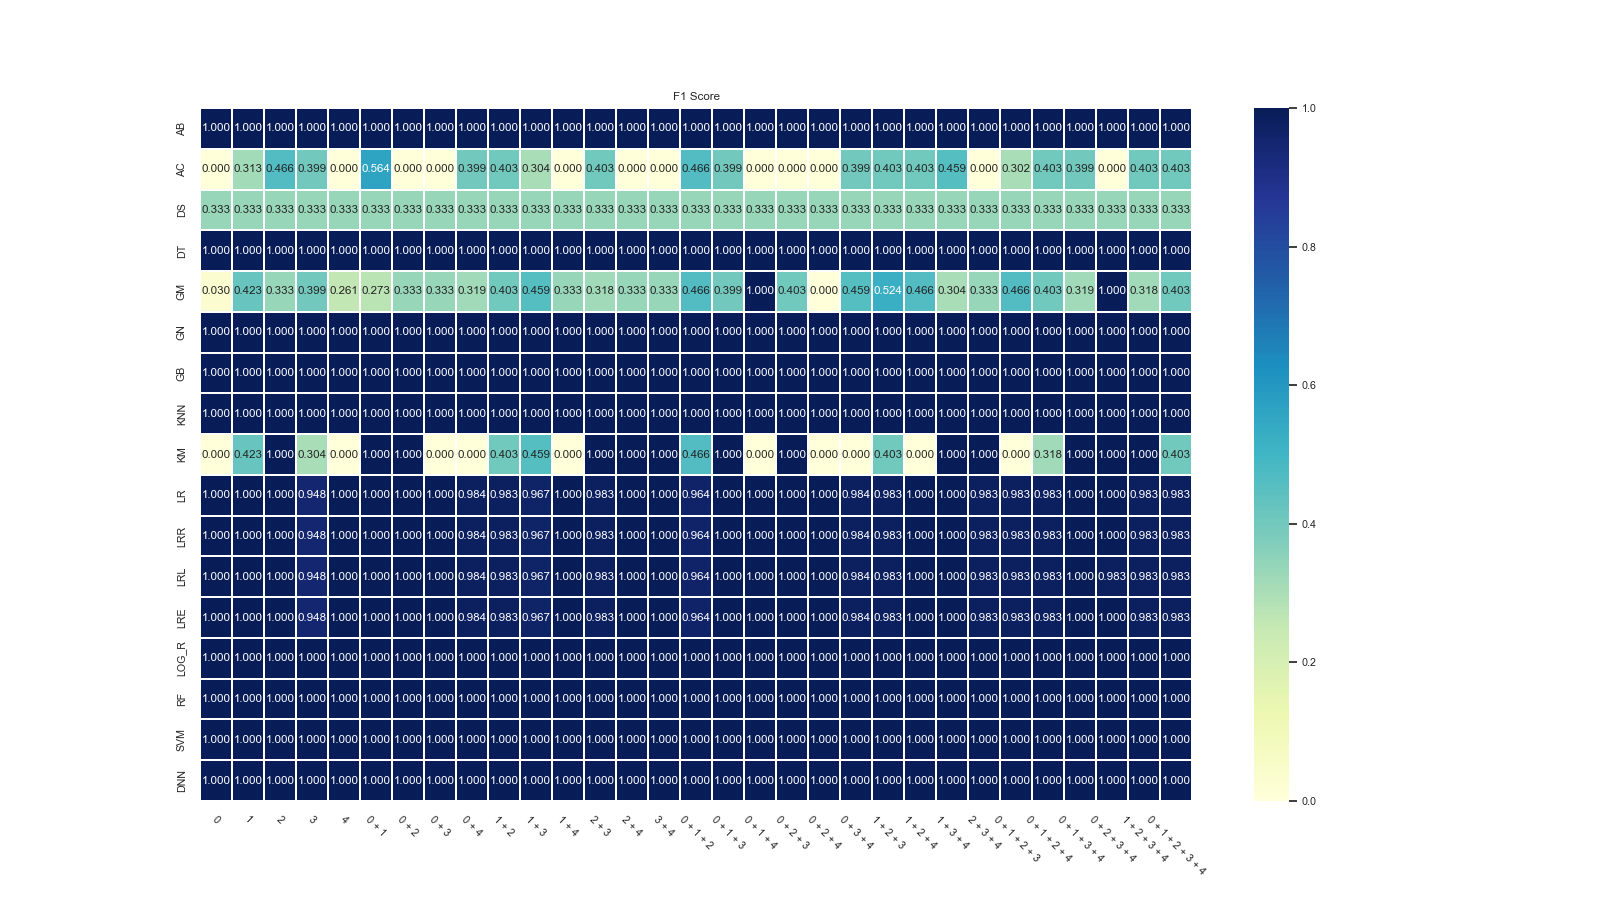 F1 Score
AB 1.000 1.000 1.000 1.000 1.000 1.000 1.000 1.000 1.000 1.000 1.000 1.000 1.000 1.000 1.000 1.000 1.000 1.000 1.000 1.000 1.000 1.000 1.000 1.000 1.000 1.000 1.000 1.000 1.000 1.000 1.000
AC 0.000 0.313 0.466 0.399 0.000 0.564 0.000 0.000 0.399 0.403 0.304 0.000 0.403 0.000 0.000 0.466 0.399 0.000 0.000 0.000 0.399 0.403 0.403 0.459 0.000 0.302 0.403 0.399 0.000 0.403 0.403
DS 0.333 0.333 0.333 0.333 0.333 0.333 0.333 0.333 0.333 0.333 0.333 0.333 0.333 0.333 0.333 0.333 0.333 0.333 0.333 0.333 0.333 0.333 0.333 0.333 0.333 0.333 0.333 0.333 0.333 0.333 0.333
DT 1.000 1.000 1.000 1.000 1.000 1.000 1.000 1.000 1.000 1.000 1.000 1.000 1.000 1.000 1.000 1.000 1.000 1.000 1.000 1.000 1.000 1.000 1.000 1.000 1.000 1.000 1.000 1.000 1.000 1.000 1.000
GM 0.030 0.423 0.333 0.399 0.261 0.273 0.333 0.333 0.319 0.403 0.459 0.333 0.318 0.333 0.333 0.466 0.399 1.000 0.403 0.000 0.459 0.524 0.466 0.304 0.333 0.466 0.403 0.319 1.000 0.318 0.403
GN 1.000 1.000 1.000 1.000 1.000 1.000 1.000 1.000 1.000 1.000 1.000 1.000 1.000 1.000 1.000 1.000 1.000 1.000 1.000 1.000 1.000 1.000 1.000 1.000 1.000 1.000 1.000 1.000 1.000 1.000 1.000
GB 1.000 1.000 1.000 1.000 1.000 1.000 1.000 1.000 1.000 1.000 1.000 1.000 1.000 1.000 1.000 1.000 1.000 1.000 1.000 1.000 1.000 1.000 1.000 1.000 1.000 1.000 1.000 1.000 1.000 1.000 1.000
KNN 1.000 1.000 1.000 1.000 1.000 1.000 1.000 1.000 1.000 1.000 1.000 1.000 1.000 1.000 1.000 1.000 1.000 1.000 1.000 1.000 1.000 1.000 1.000 1.000 1.000 1.000 1.000 1.000 1.000 1.000 1.000
KM 0.000 0.423 1.000 0.304 0.000 1.000 1.000 0.000 0.000 0.403 0.459 0.000 1.000 1.000 1.000 0.466 1.000 0.000 1.000 0.000 0.000 0.403 0.000 1.000 1.000 0.000 0.318 1.000 1.000 1.000 0.403
LR 1.000 1.000 1.000 0.948 1.000 1.000 1.000 1.000 0.984 0.983 0.967 1.000 0.983 1.000 1.000 0.964 1.000 1.000 1.000 1.000 0.984 0.983 1.000 1.000 0.983 0.983 0.983 1.000 1.000 0.983 0.983
LRR 1.000 1.000 1.000 0.948 1.000 1.000 1.000 1.000 0.984 0.983 0.967 1.000 0.983 1.000 1.000 0.964 1.000 1.000 1.000 1.000 0.984 0.983 1.000 1.000 0.983 0.983 0.983 1.000 1.000 0.983 0.983
LRL 1.000 1.000 1.000 0.948 1.000 1.000 1.000 1.000 0.984 0.983 0.967 1.000 0.983 1.000 1.000 0.964 1.000 1.000 1.000 1.000 0.984 0.983 1.000 1.000 0.983 0.983 0.983 1.000 0.983 0.983 0.983
LRE 1.000 1.000 1.000 0.948 1.000 1.000 1.000 1.000 0.984 0.983 0.967 1.000 0.983 1.000 1.000 0.964 1.000 1.000 1.000 1.000 0.984 0.983 1.000 1.000 0.983 0.983 0.983 1.000 1.000 0.983 0.983
LOG_R 1.000 1.000 1.000 1.000 1.000 1.000 1.000 1.000 1.000 1.000 1.000 1.000 1.000 1.000 1.000 1.000 1.000 1.000 1.000 1.000 1.000 1.000 1.000 1.000 1.000 1.000 1.000 1.000 1.000 1.000 1.000
RF 1.000 1.000 1.000 1.000 1.000 1.000 1.000 1.000 1.000 1.000 1.000 1.000 1.000 1.000 1.000 1.000 1.000 1.000 1.000 1.000 1.000 1.000 1.000 1.000 1.000 1.000 1.000 1.000 1.000 1.000 1.000
SVM 1.000 1.000 1.000 1.000 1.000 1.000 1.000 1.000 1.000 1.000 1.000 1.000 1.000 1.000 1.000 1.000 1.000 1.000 1.000 1.000 1.000 1.000 1.000 1.000 1.000 1.000 1.000 1.000 1.000 1.000 1.000
DNN 1.000 1.000 1.000 1.000 1.000 1.000 1.000 1.000 1.000 1.000 1.000 1.000 1.000 1.000 1.000 1.000 1.000 1.000 1.000 1.000 1.000 1.000 1.000 1.000 1.000 1.000 1.000 1.000 1.000 1.000 1.000
0
1
2
3
4
0 + 1
0 + 2
0 + 3
0 + 4
1 + 2
1 + 3
1 + 4
2 + 3
2 + 4
3 + 4
0 + 1 + 2
0 + 1 + 3
0 + 1 + 4
0 + 2 + 3
0 + 2 + 4
0 + 3 + 4
1 + 2 + 3
1 + 2 + 4
1 + 3 + 4
2 + 3 + 4
0 + 1 + 2 + 3
0 + 1 + 2 + 4
0 + 1 + 3 + 4
0 + 2 + 3 + 4
1 + 2 + 3 + 4
0 + 1 + 2 + 3 + 4
1.0
0.8
0.6
0.4
0.2
0.0